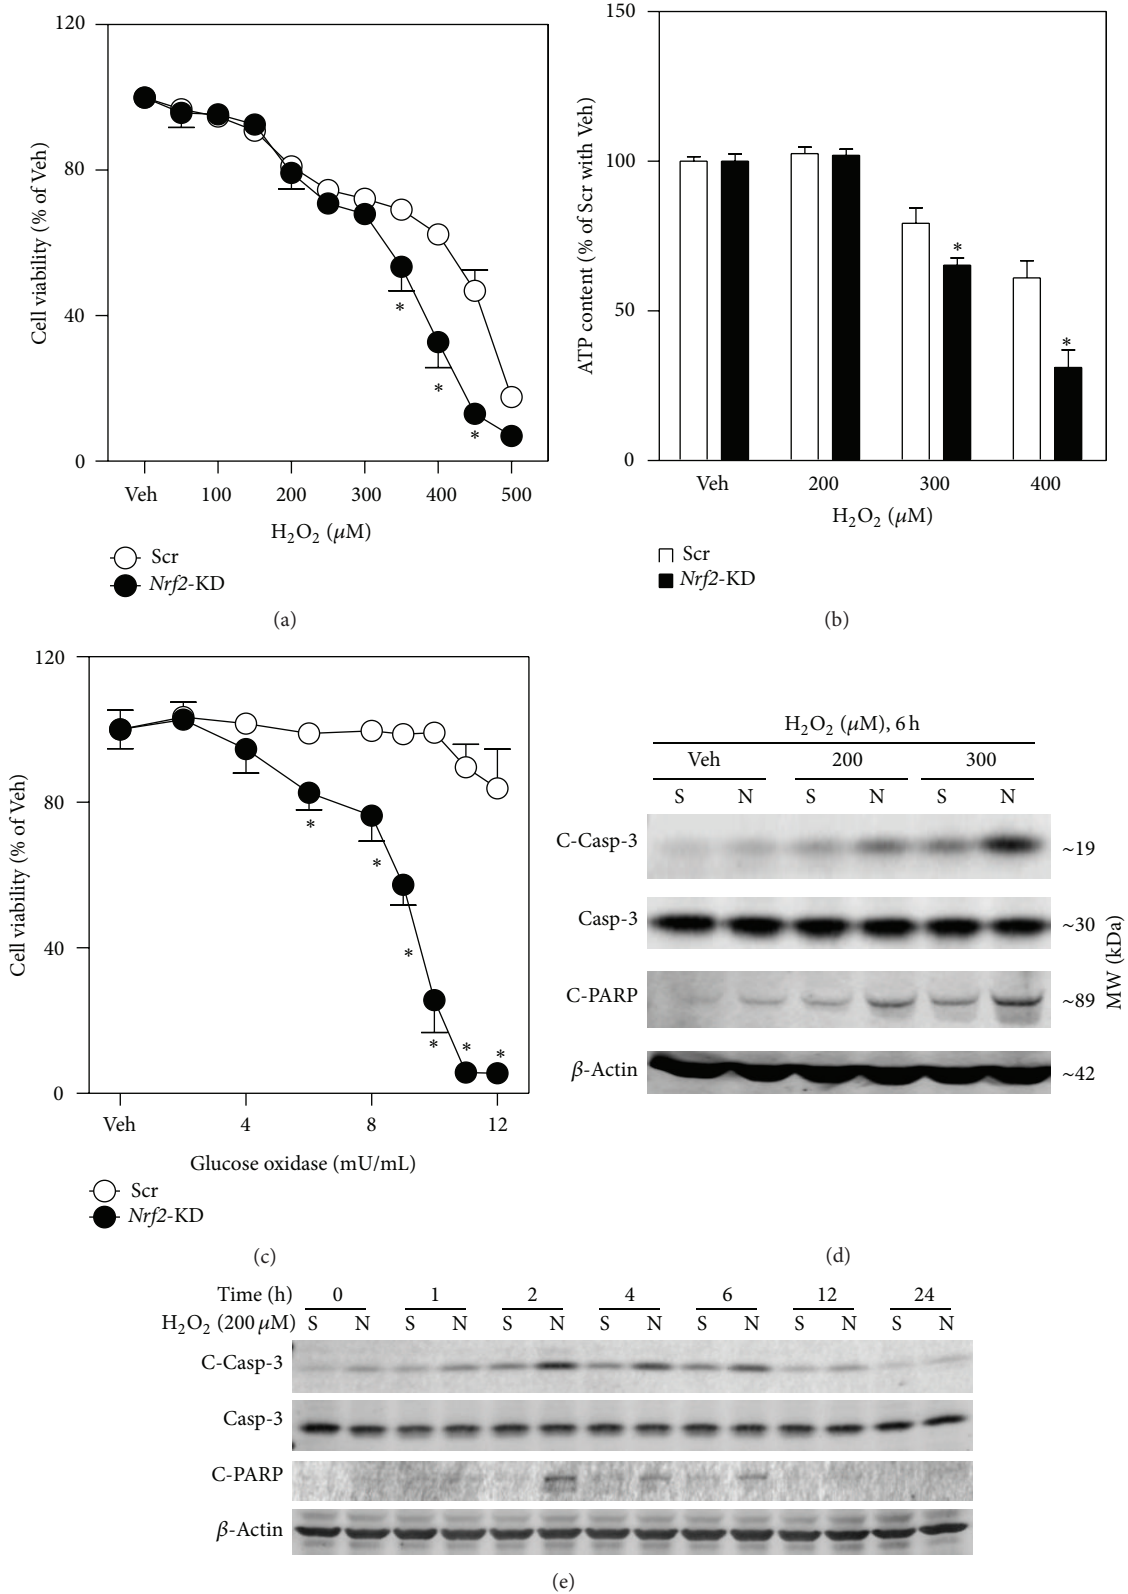 120
80
40
0
Cell viability (% of Veh)
Veh 100 200 300 400 500
H₂O₂ (μM)
* * *
Scr
Nrf2-KD
(a)
150
100
50
0
ATP content (% of Scr with Veh)
* *
Veh 200 300 400
H₂O₂ (μM)
Scr
Nrf2-KD
(b)
120
80
40
0
Cell viability (% of Veh)
* * * * * *
Veh 4 8 12
Glucose oxidase (mU/mL)
Scr
Nrf2-KD
(c)
H₂O₂ (μM), 6 h
Veh 200 300
S N S N S N
C-Casp-3 ~19
Casp-3 ~30
C-PARP ~89
β-Actin ~42
MW (kDa)
(d)
Time (h) 0 1 2 4 6 12 24
H₂O₂ (200 μM) S N S N S N S N S N S N S N
C-Casp-3
Casp-3
C-PARP
β-Actin
(e)